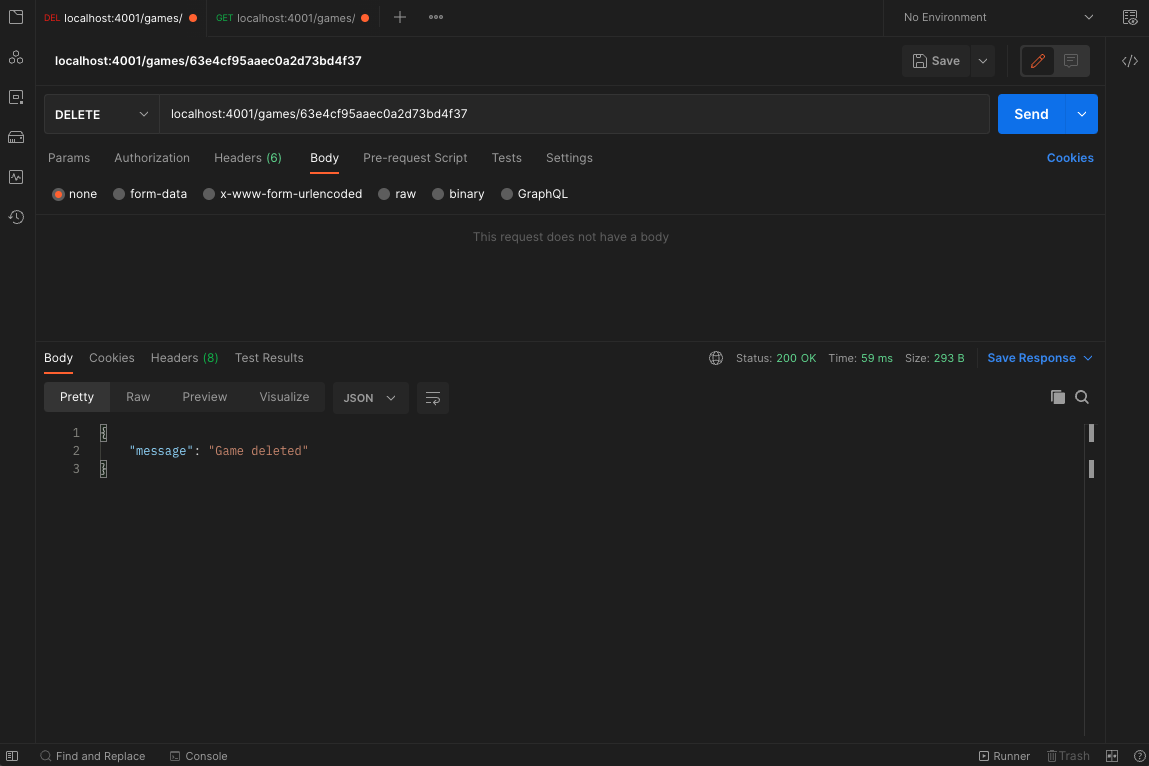 DEL localhost:4001/games/ GET localhost:4001/games/ No Environment
localhost:4001/games/63e4cf95aaec0a2d73bd4f37 Save
DELETE localhost:4001/games/63e4cf95aaec0a2d73bd4f37 Send
Params Authorization Headers (6) Body Pre-request Script Tests Settings Cookies
none form-data x-www-form-urlencoded raw binary GraphQL
This request does not have a body
Body Cookies Headers (8) Test Results Status: 200 OK Time: 59 ms Size: 293 B Save Response
Pretty Raw Preview Visualize JSON
1 {
2 "message": "Game deleted"
3 }
Find and Replace Console Runner Trash